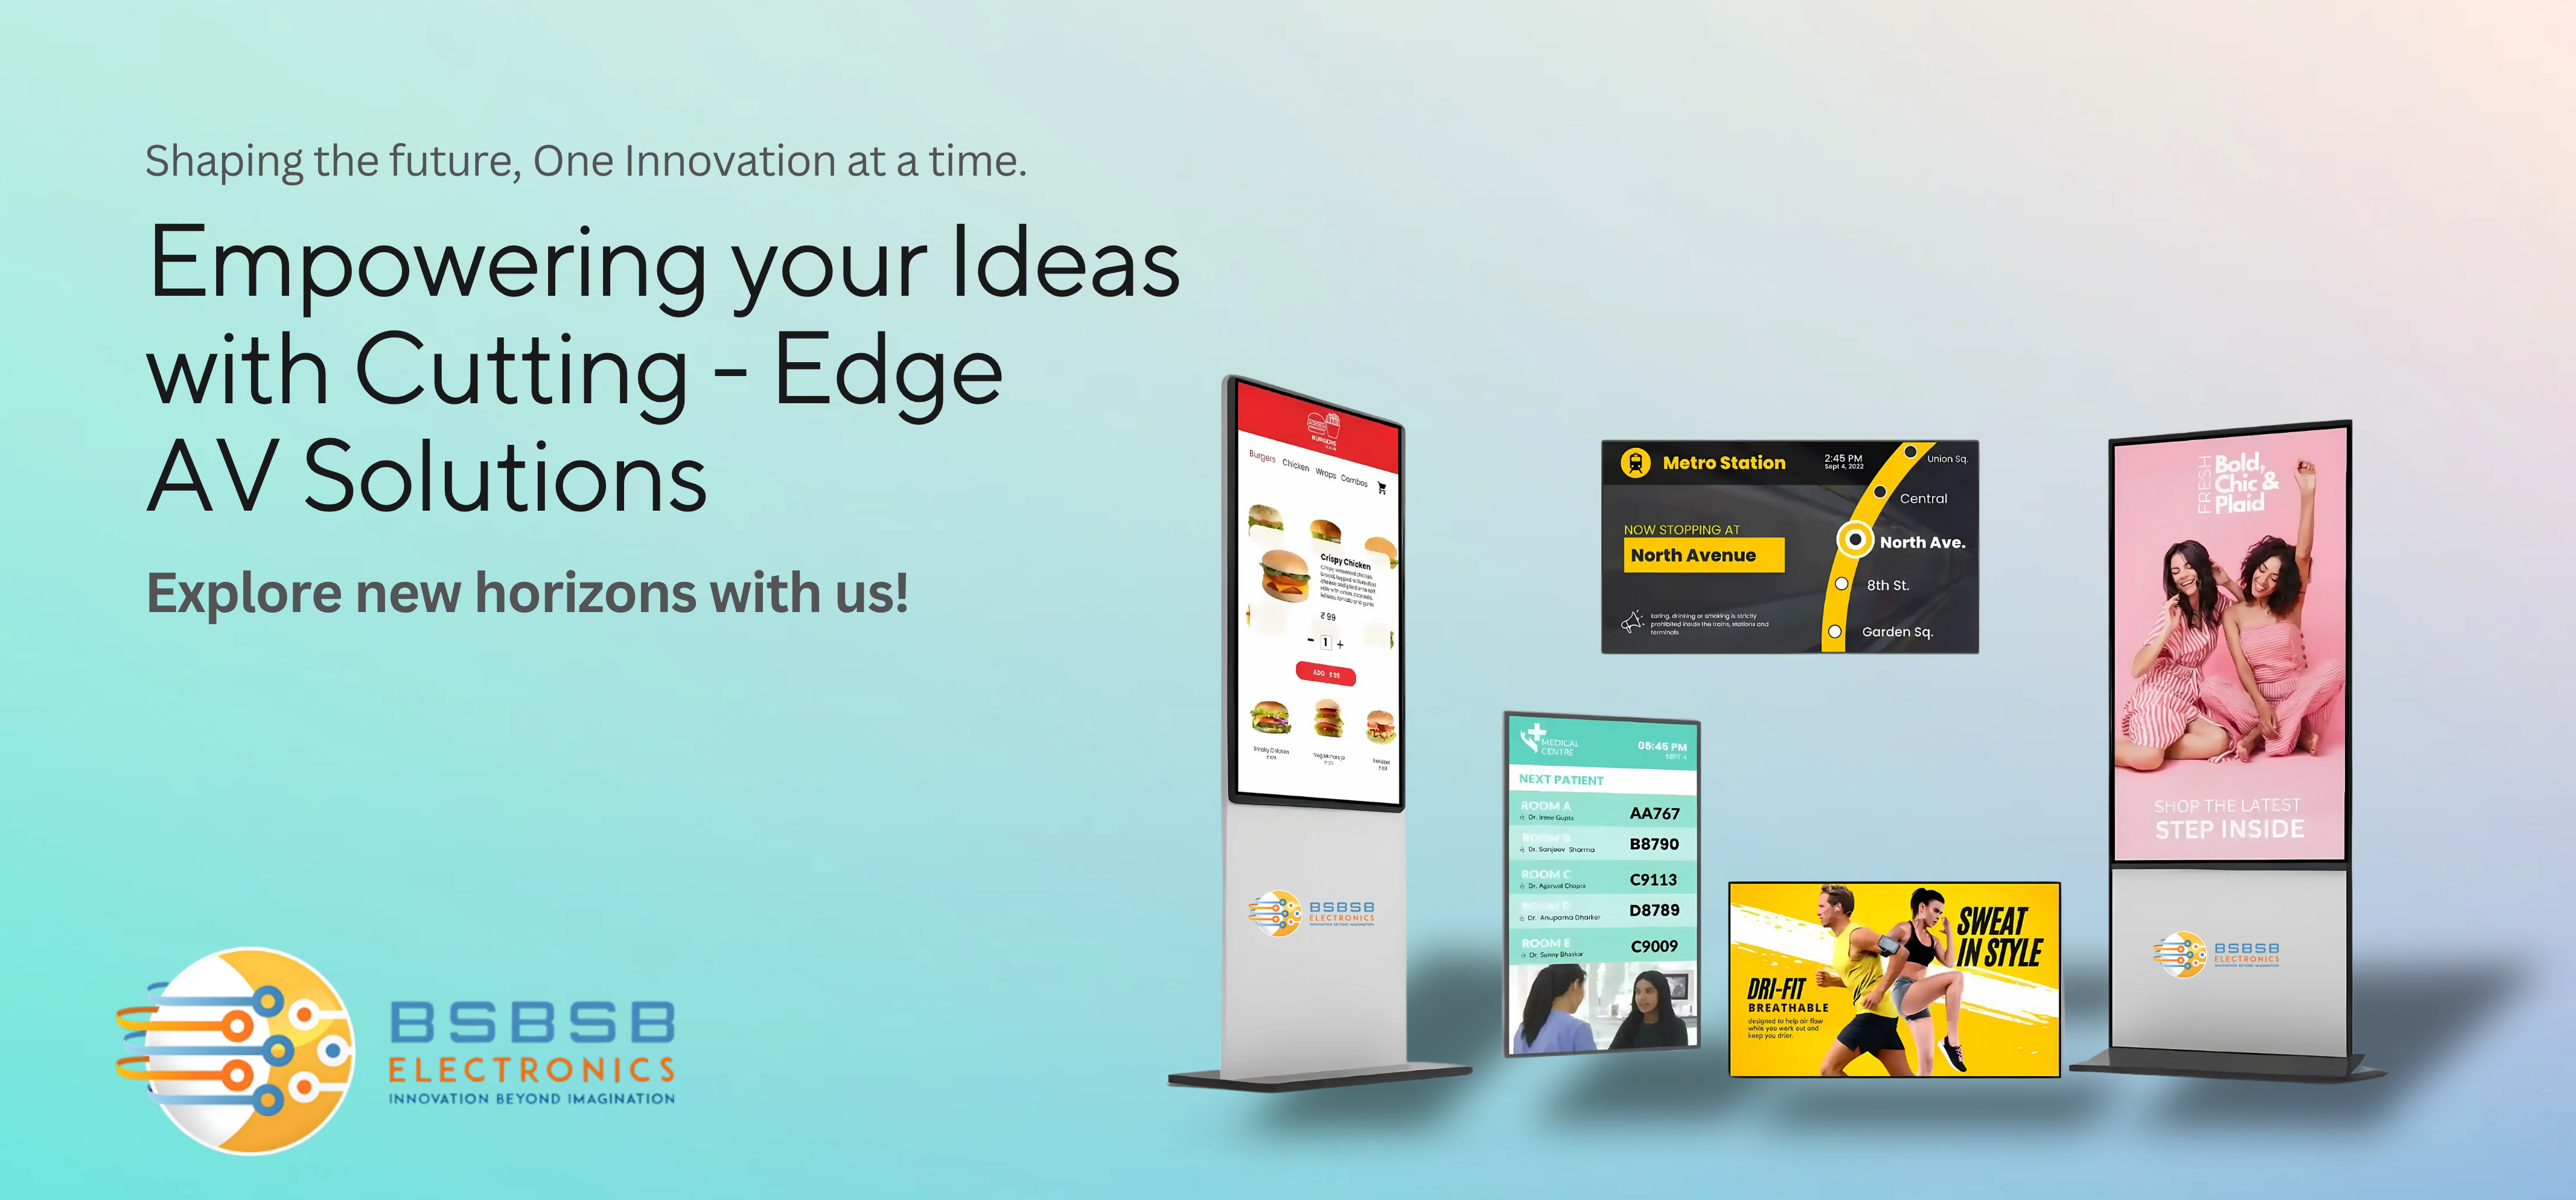 Shaping the future, One Innovation at a time.
Empowering your Ideas
with Cutting - Edge
AV Solutions
Explore new horizons with us!
BSBSB
ELECTRONICS
INNOVATION BEYOND IMAGINATION
BURGERS
Burgers Chicken Wraps Combos
Crispy Chicken
₹ 99
- 1 +
ADD ₹ 99
BSBSB
ELECTRONICS
INNOVATION BEYOND IMAGINATION
Metro Station
2:45 PM
Sept 4, 2022
Union Sq.
Central
NOW STOPPING AT
North Avenue
North Ave.
8th St.
Garden Sq.
Eating, drinking or smoking is strictly
prohibited inside the trains, stations and
terminals
MEDICAL
CENTRE
05:45 PM
SEPT 4
NEXT PATIENT
ROOM A
Dr. Irene Gupta
AA767
ROOM B
Dr. Sanjeev Sharma
B8790
ROOM C
Dr. Agarwal Chopra
C9113
ROOM D
Dr. Anupama Dharker
D8789
ROOM E
Dr. Sunny Bhaskar
C9009
SWEAT
IN STYLE
DRI-FIT
BREATHABLE
designed to help air flow
while you work out and
keep you drier.
FRESH
Bold,
Chic &
Plaid
SHOP THE LATEST
STEP INSIDE
BSBSB
ELECTRONICS
INNOVATION BEYOND IMAGINATION